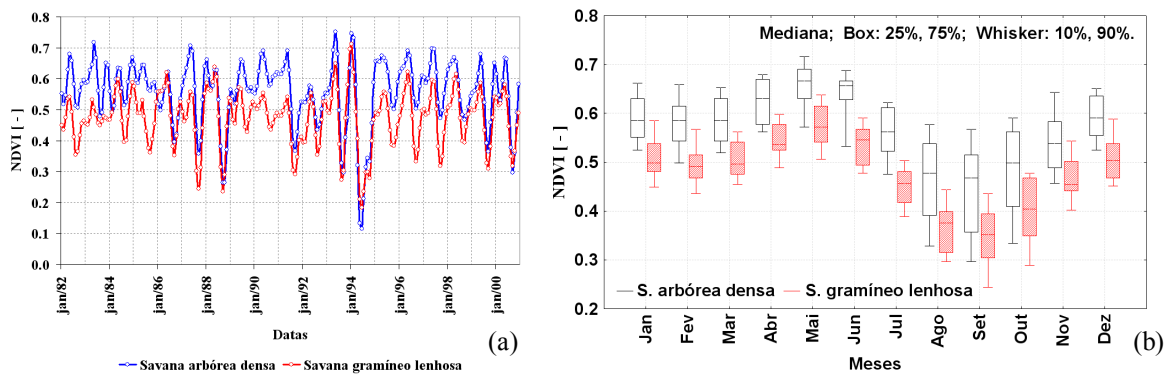 0.8
0.7
0.6
0.5
0.4
0.3
0.2
0.1
0.0
NDVI [ - ]
jan/82
jan/84
jan/86
jan/88
jan/90
jan/92
jan/94
jan/96
jan/98
jan/00
Datas
(a)
Savana arbórea densa
Savana gramíneo lenhosa
Mediana; Box: 25%, 75%; Whisker: 10%, 90%.
0.8
0.7
0.6
0.5
0.4
0.3
0.2
NDVI [ - ]
S. arbórea densa
S. gramíneo lenhosa
Jan
Fev
Mar
Abr
Mai
Jun
Jul
Ago
Set
Out
Nov
Dez
Meses
(b)